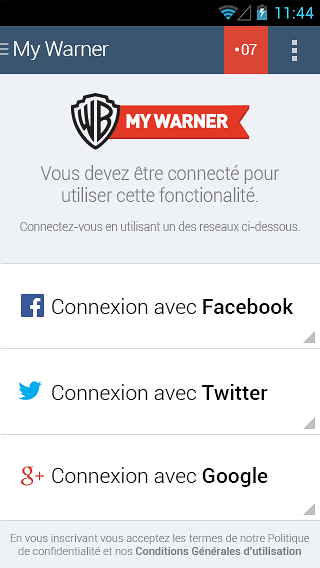 11:44
My Warner
•07
WB MY WARNER
Vous devez être connecté pour
utiliser cette fonctionalité.
Connectez-vous en utilisant un des reseaux ci-dessous.
Connexion avec Facebook
Connexion avec Twitter
Connexion avec Google
En vous inscrivant vous acceptez les termes de notre Politique
de confidentialité et nos Conditions Générales d'utilisation